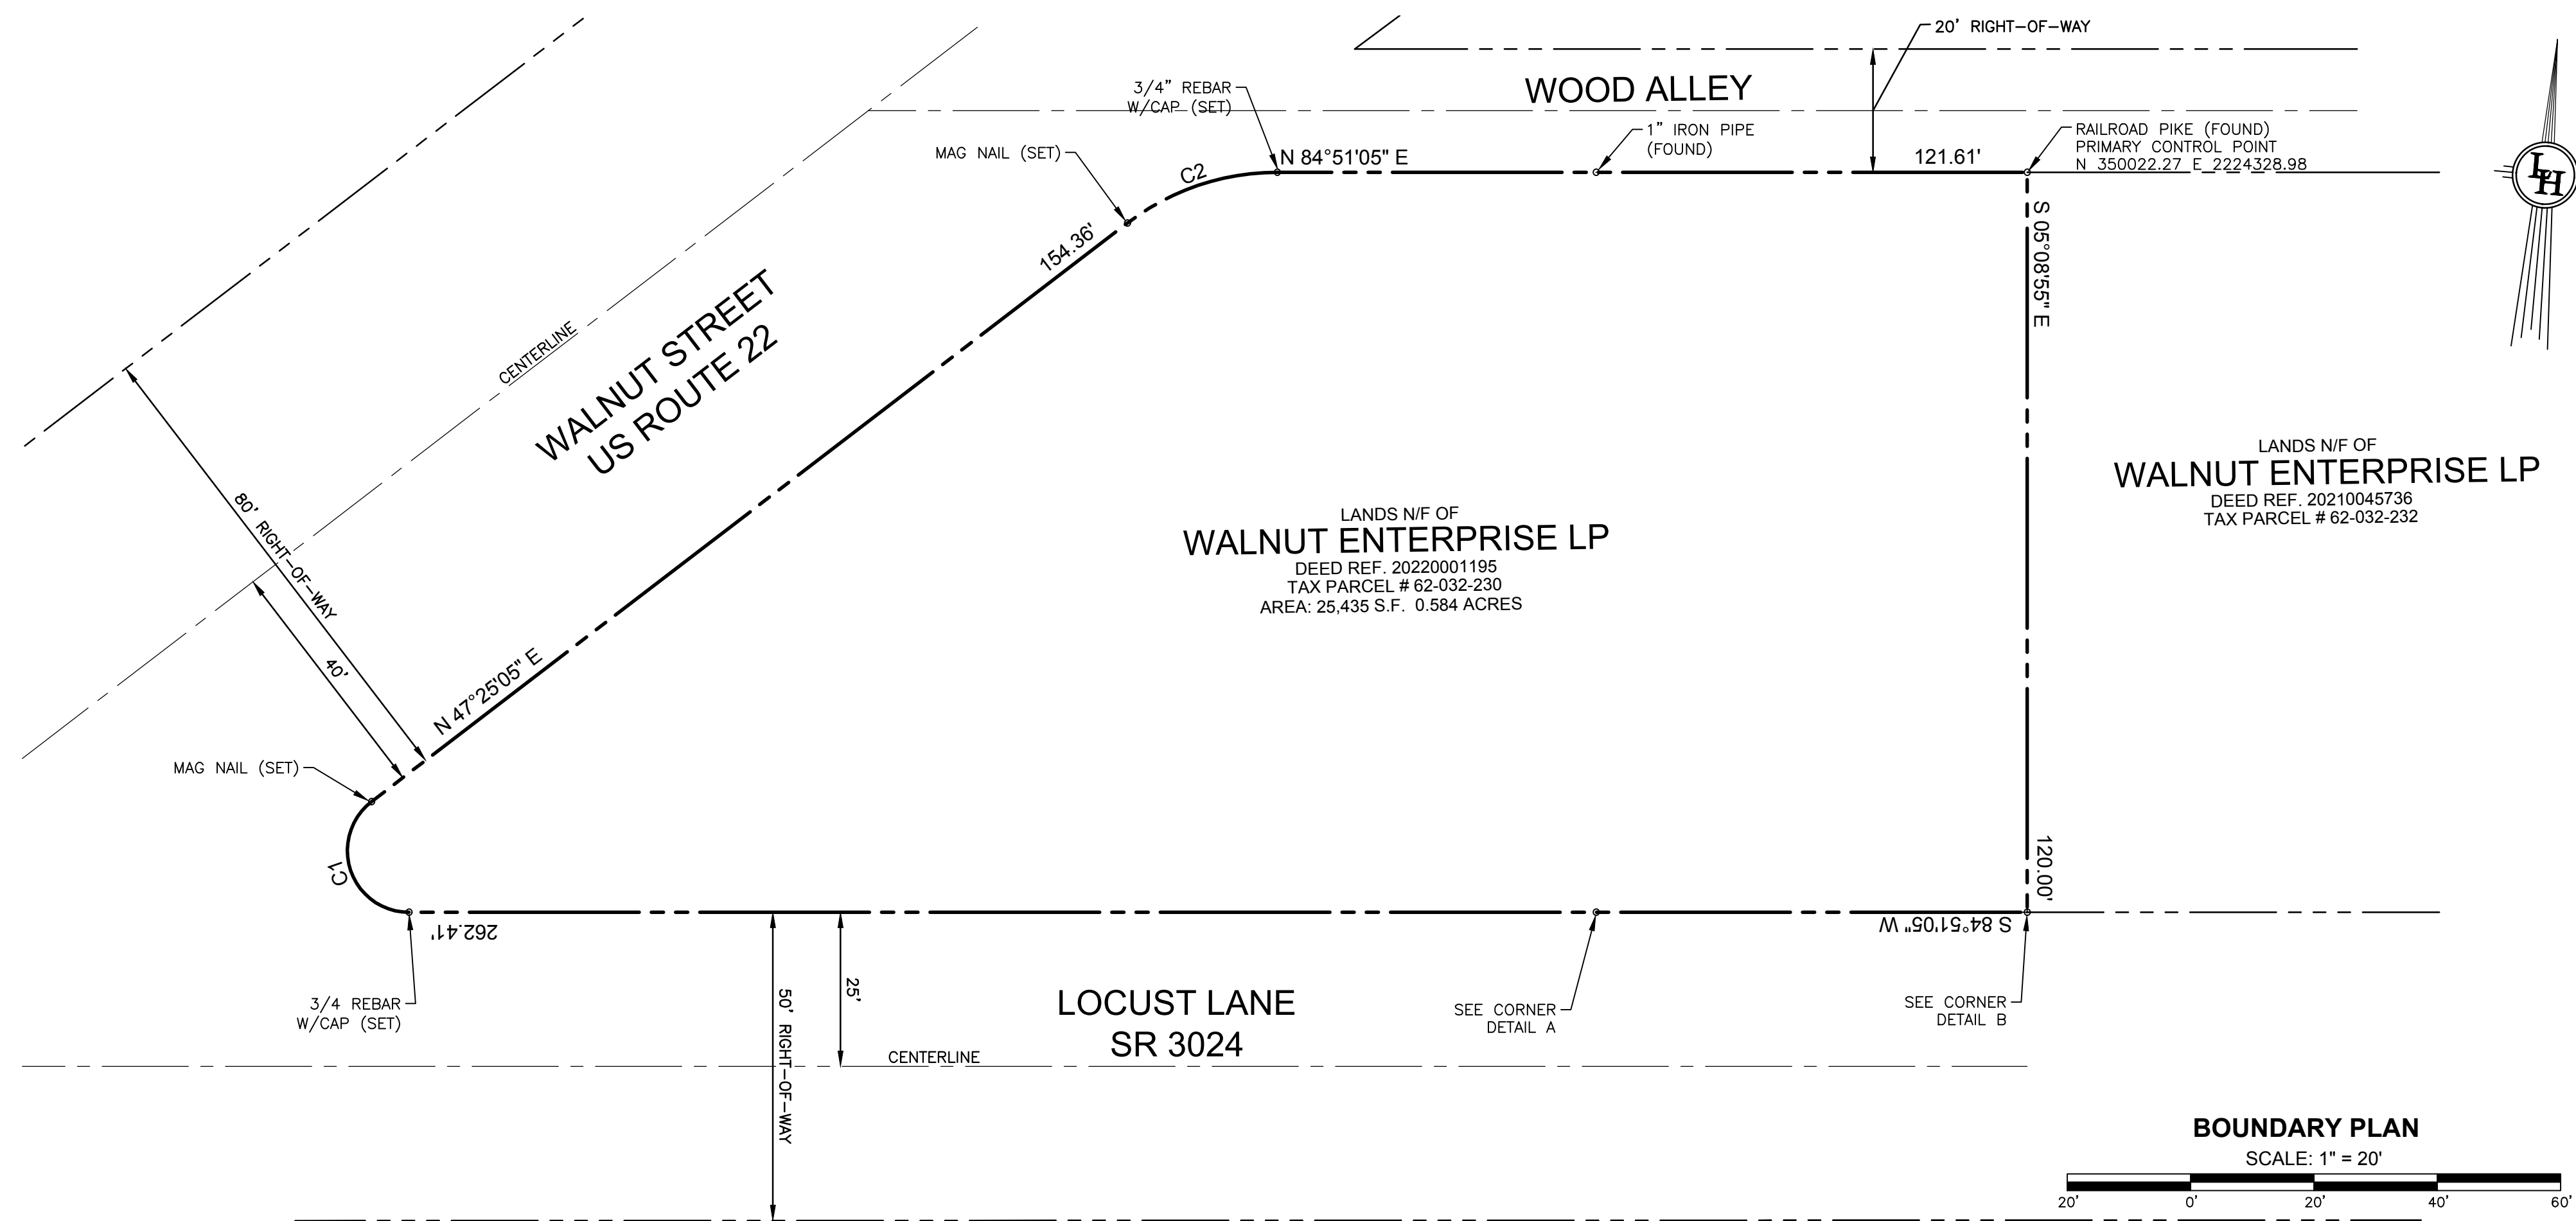 20' RIGHT-OF-WAY
WOOD ALLEY
3/4" REBAR
W/CAP (SET)
MAG NAIL (SET)
C2
N 84°51'05" E
1" IRON PIPE
(FOUND)
121.61'
RAILROAD PIKE (FOUND)
PRIMARY CONTROL POINT
N 350022.27 E 2224328.98
LH
S 05°08'55" E
154.36'
CENTERLINE
WALNUT STREET
US ROUTE 22
80' RIGHT-OF-WAY
40'
N 47°25'05" E
LANDS N/F OF
WALNUT ENTERPRISE LP
DEED REF. 20220001195
TAX PARCEL # 62-032-230
AREA: 25,435 S.F. 0.584 ACRES
LANDS N/F OF
WALNUT ENTERPRISE LP
DEED REF. 20210045736
TAX PARCEL # 62-032-232
MAG NAIL (SET)
C1
120.00'
262.41'
S 84°51'05" W
3/4 REBAR
W/CAP (SET)
50' RIGHT-OF-WAY
25'
LOCUST LANE
SR 3024
CENTERLINE
SEE CORNER
DETAIL A
SEE CORNER
DETAIL B
BOUNDARY PLAN
SCALE: 1" = 20'
20' 0' 20' 40' 60'